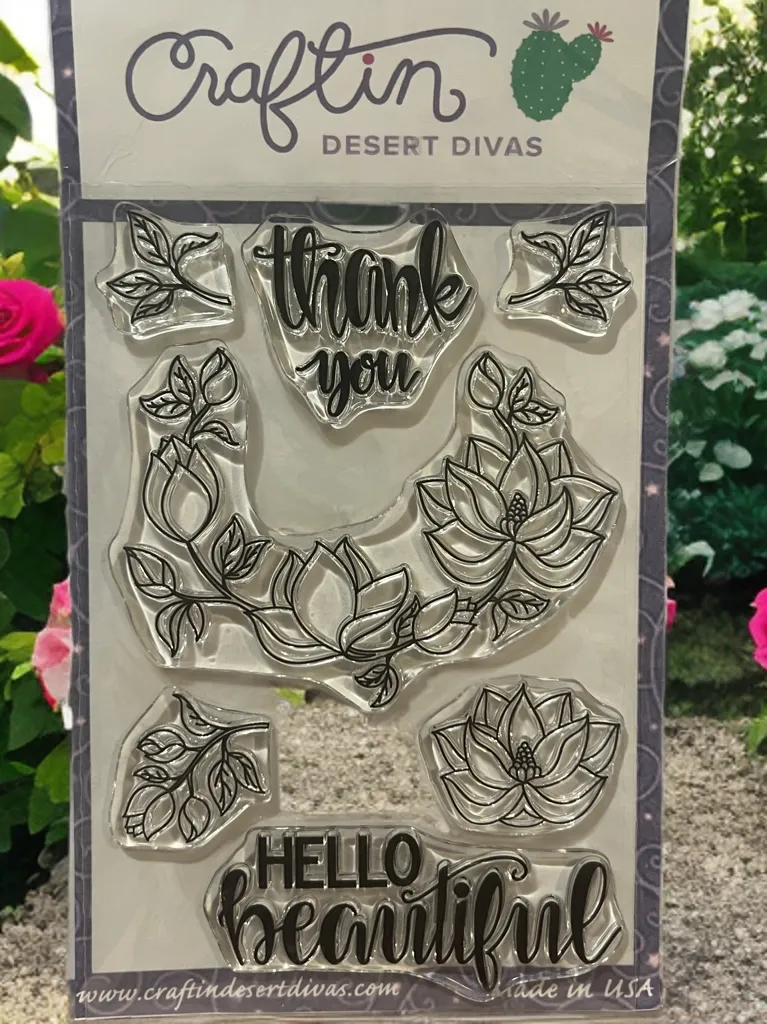 Craftin
DESERT DIVAS
thank
you
HELLO
beautiful
www.craftindesertdivas.com Made in USA